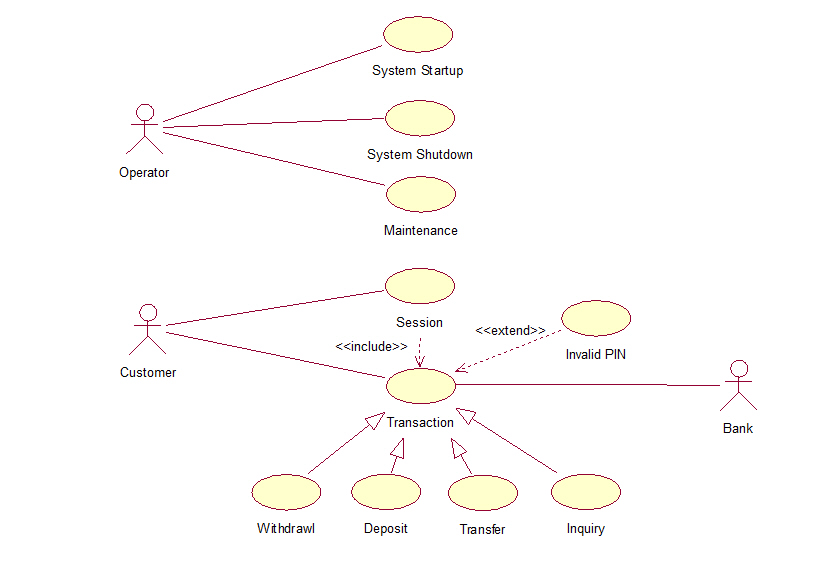 System Startup
System Shutdown
Operator
Maintenance
Session
<<extend>>
<<include>>
Invalid PIN
Customer
Transaction
Bank
Withdrawl
Deposit
Transfer
Inquiry